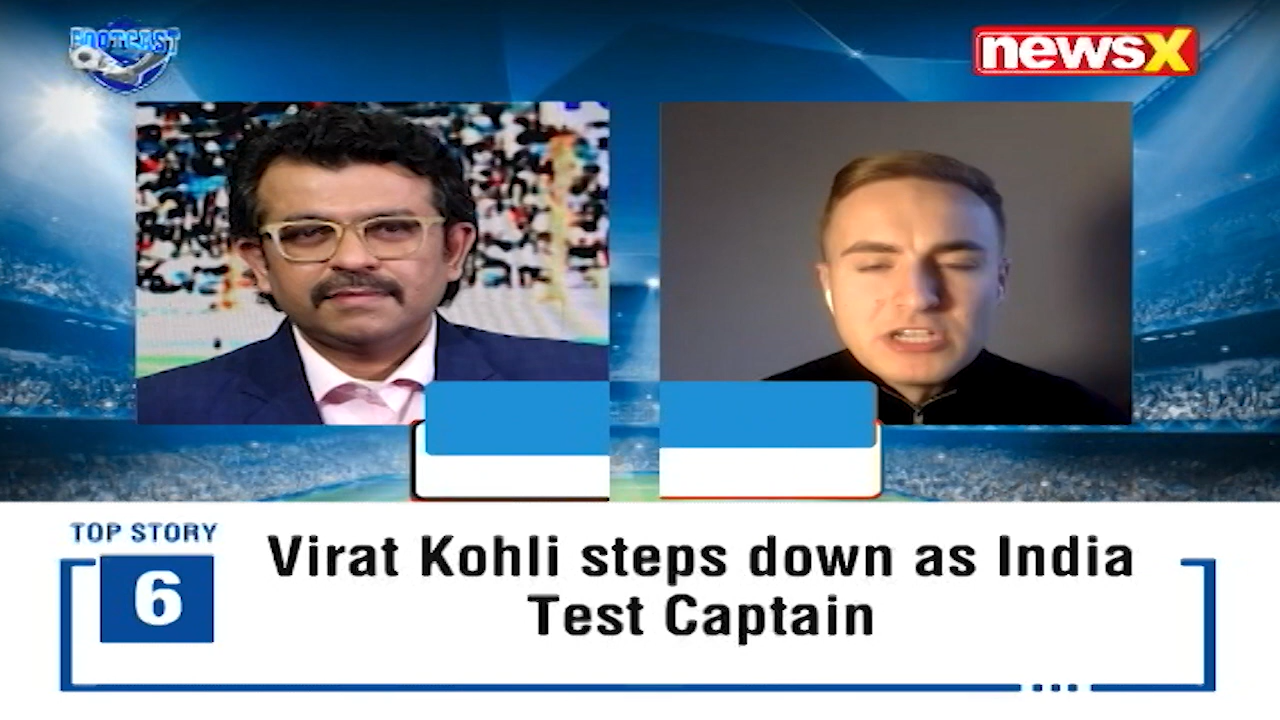 FOOTCAST
newsX
TOP STORY
6
Virat Kohli steps down as India
Test Captain